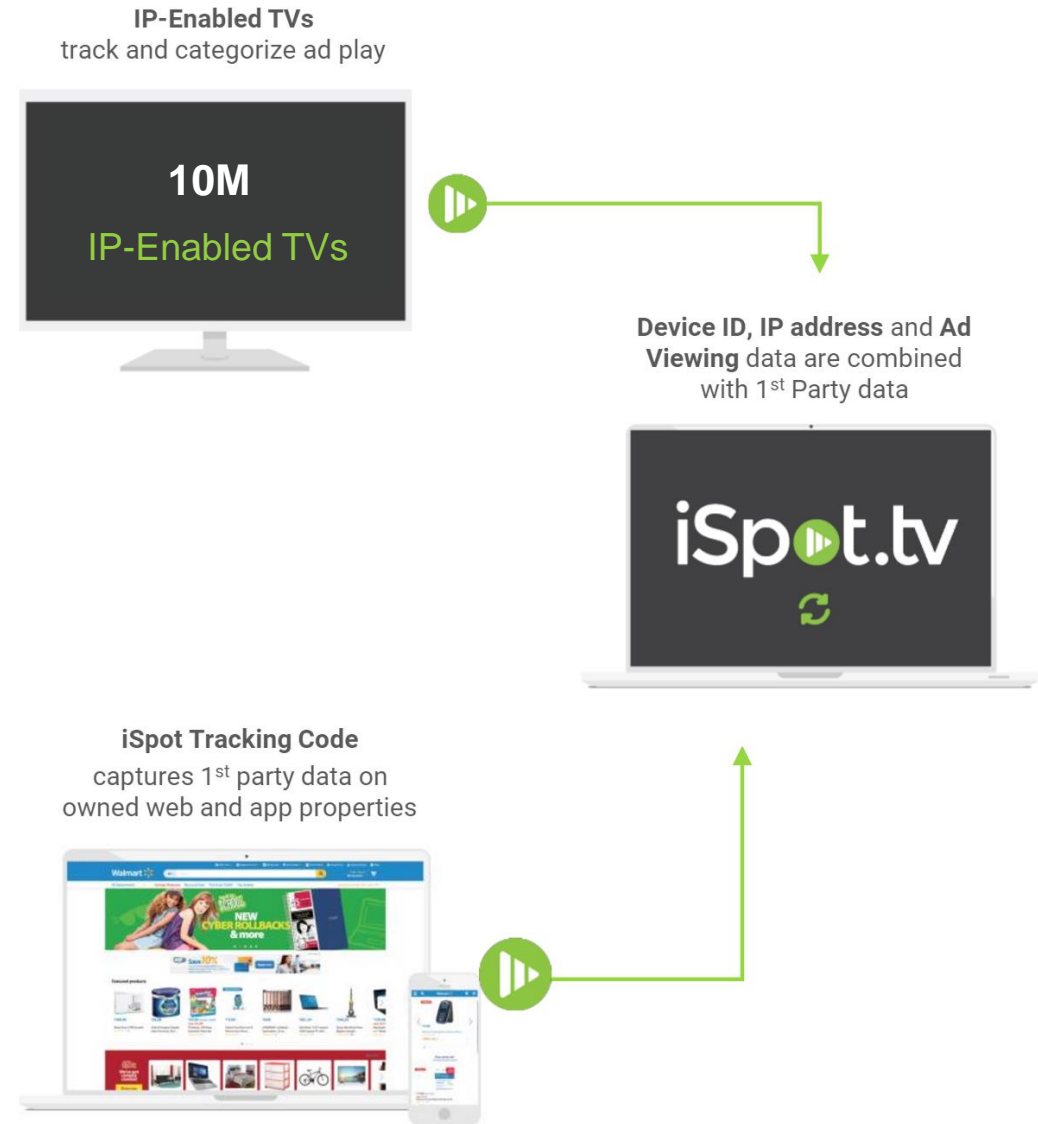 IP-Enabled TVs
track and categorize ad play
10M
IP-Enabled TVs
Device ID, IP address and Ad
Viewing data are combined
with 1st Party data
iSpot.tv
iSpot Tracking Code
captures 1st party data on
owned web and app properties
Walmart
NEW
CYBER ROLLBACKS
& more
Save 10%
Featured products